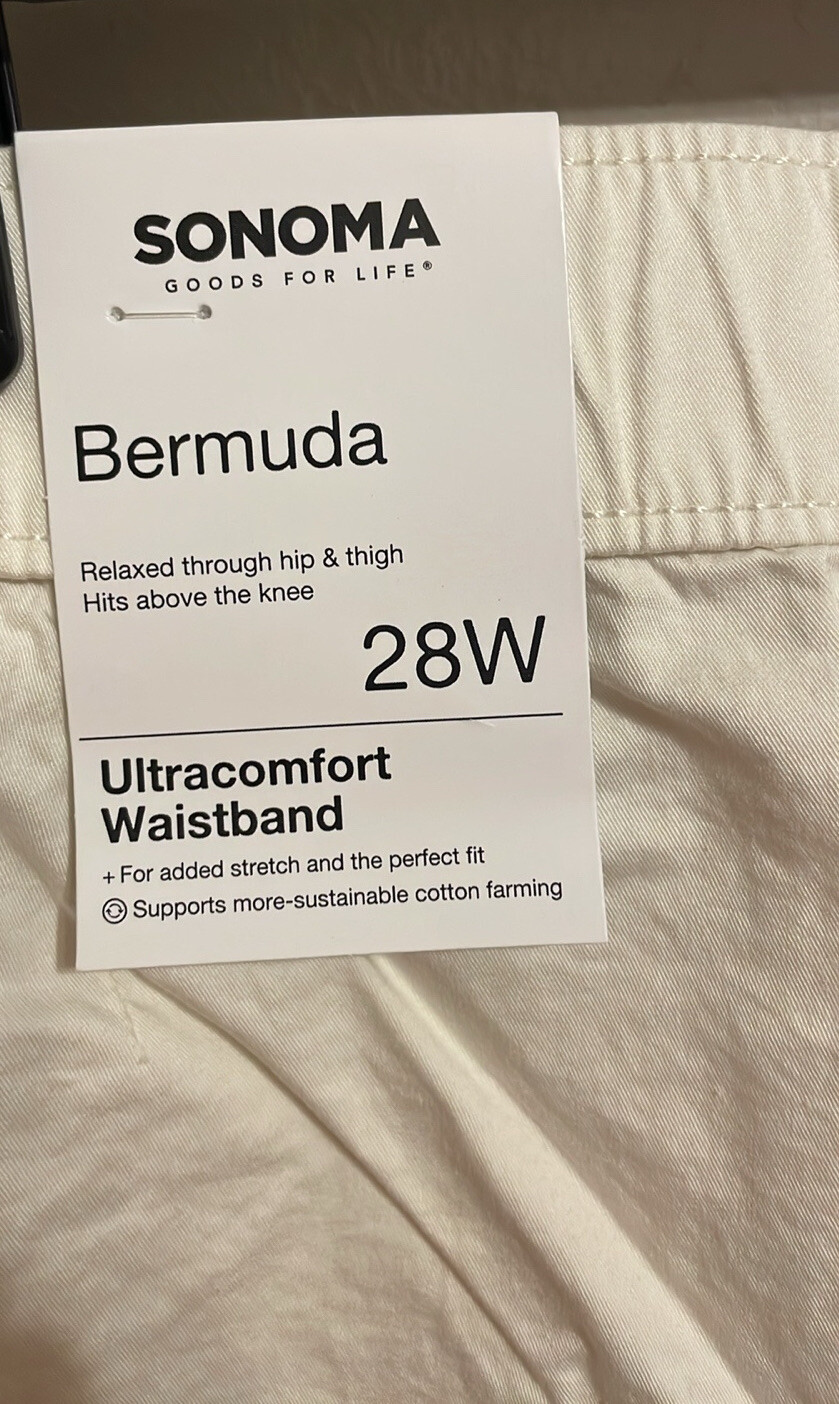 SONOMA
GOODS FOR LIFE®
Bermuda
Relaxed through hip & thigh
Hits above the knee
28W
Ultracomfort
Waistband
+ For added stretch and the perfect fit
Supports more-sustainable cotton farming